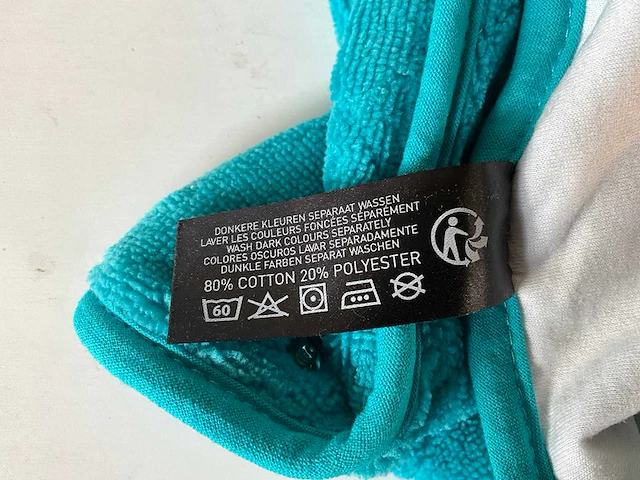 DONKERE KLEUREN SEPARAAT WASSEN
LAVER LES COULEURS FONCÉES SÉPARÉMENT
WASH DARK COLOURS SEPARATELY
COLORES OSCUROS LAVAR SEPARADAMENTE
DUNKLE FARBEN SEPARAT WASCHEN
80% COTTON 20% POLYESTER
60